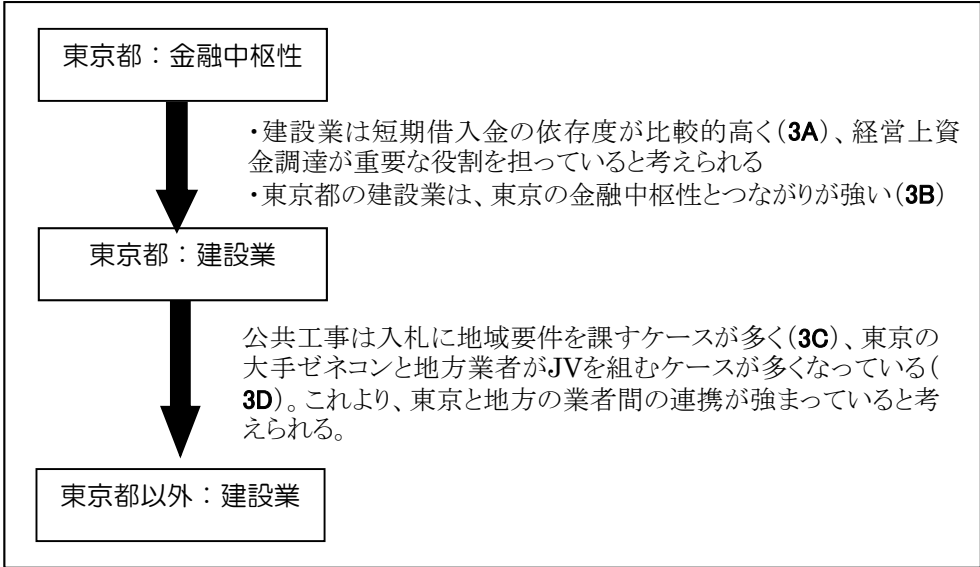 東京都：金融中枢性
・建設業は短期借入金の依存度が比較的高く(3A)、経営上資
金調達が重要な役割を担っていると考えられる
・東京都の建設業は、東京の金融中枢性とつながりが強い(3B)
東京都：建設業
公共工事は入札に地域要件を課すケースが多く(3C)、東京の
大手ゼネコンと地方業者がJVを組むケースが多くなっている(
3D)。これより、東京と地方の業者間の連携が強まっていると考
えられる。
東京都以外：建設業